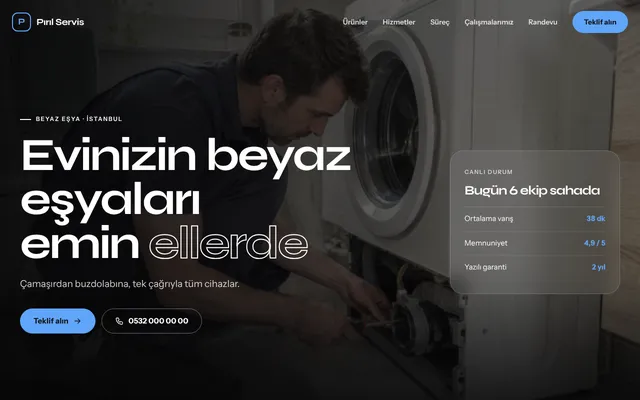 P Pırıl Servis
Ürünler Hizmetler Süreç Çalışmalarımız Randevu Teklif alın
BEYAZ EŞYA · İSTANBUL
Evinizin beyaz
eşyaları
emin ellerde
Çamaşırdan buzdolabına, tek çağrıyla tüm cihazlar.
Teklif alın → 0532 000 00 00
CANLI DURUM
Bugün 6 ekip sahada
Ortalama varış 38 dk
Memnuniyet 4,9 / 5
Yazılı garanti 2 yıl